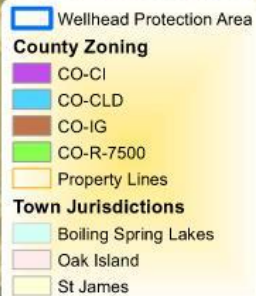 Wellhead Protection Area
County Zoning
CO-CI
CO-CLD
CO-IG
CO-R-7500
Property Lines
Town Jurisdictions
Boiling Spring Lakes
Oak Island
St James